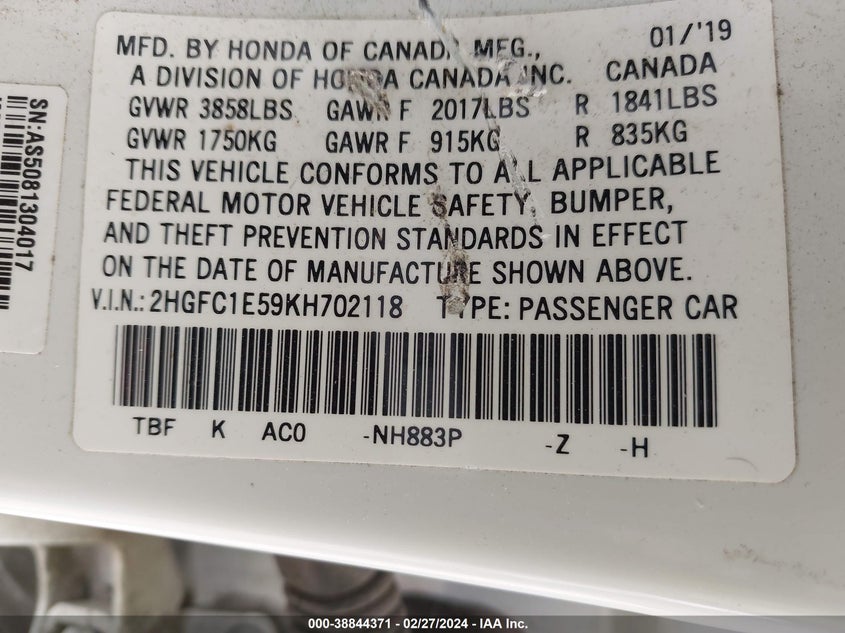 MFD. BY HONDA OF CANADA MFG., 01/'19
A DIVISION OF HONDA CANADA INC. CANADA
GVWR 3858LBS GAWR F 2017LBS R 1841LBS
GVWR 1750KG GAWR F 915KG R 835KG
THIS VEHICLE CONFORMS TO ALL APPLICABLE
FEDERAL MOTOR VEHICLE SAFETY, BUMPER,
AND THEFT PREVENTION STANDARDS IN EFFECT
ON THE DATE OF MANUFACTURE SHOWN ABOVE.
V.I.N.: 2HGFC1E59KH702118 TYPE: PASSENGER CAR
TBF K AC0 -NH883P -Z -H
SN:AS5081304017
000-38844371 / 02/27/2024 - IAA Inc.